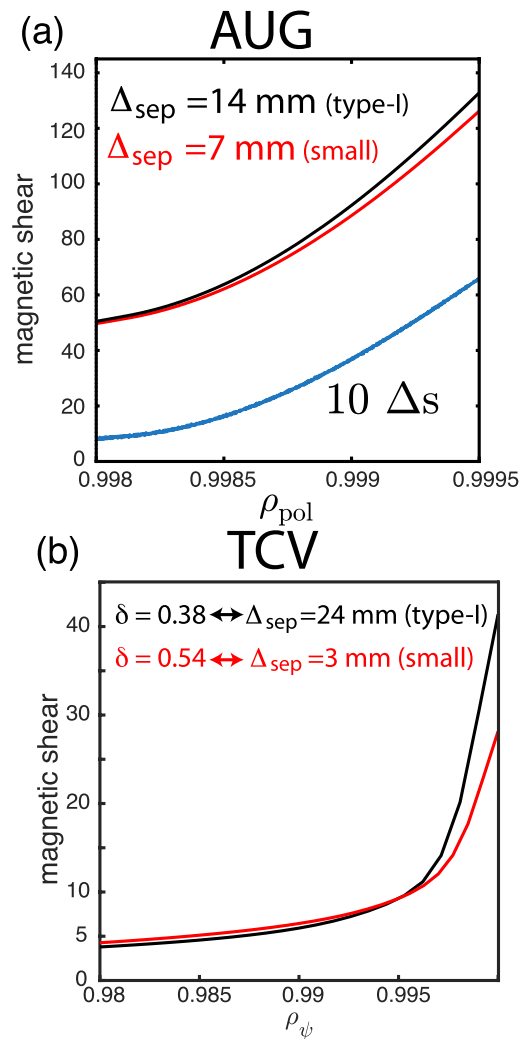 (a) AUG
140
120
100
80
60
40
20
0
magnetic shear
Δsep =14 mm (type-I)
Δsep =7 mm (small)
10 Δs
0.998 0.9985 0.999 0.9995
ρpol
(b) TCV
40
30
20
10
5
0
magnetic shear
δ = 0.38 ↔ Δsep =24 mm (type-I)
δ = 0.54 ↔ Δsep =3 mm (small)
0.98 0.985 0.99 0.995
ρψ